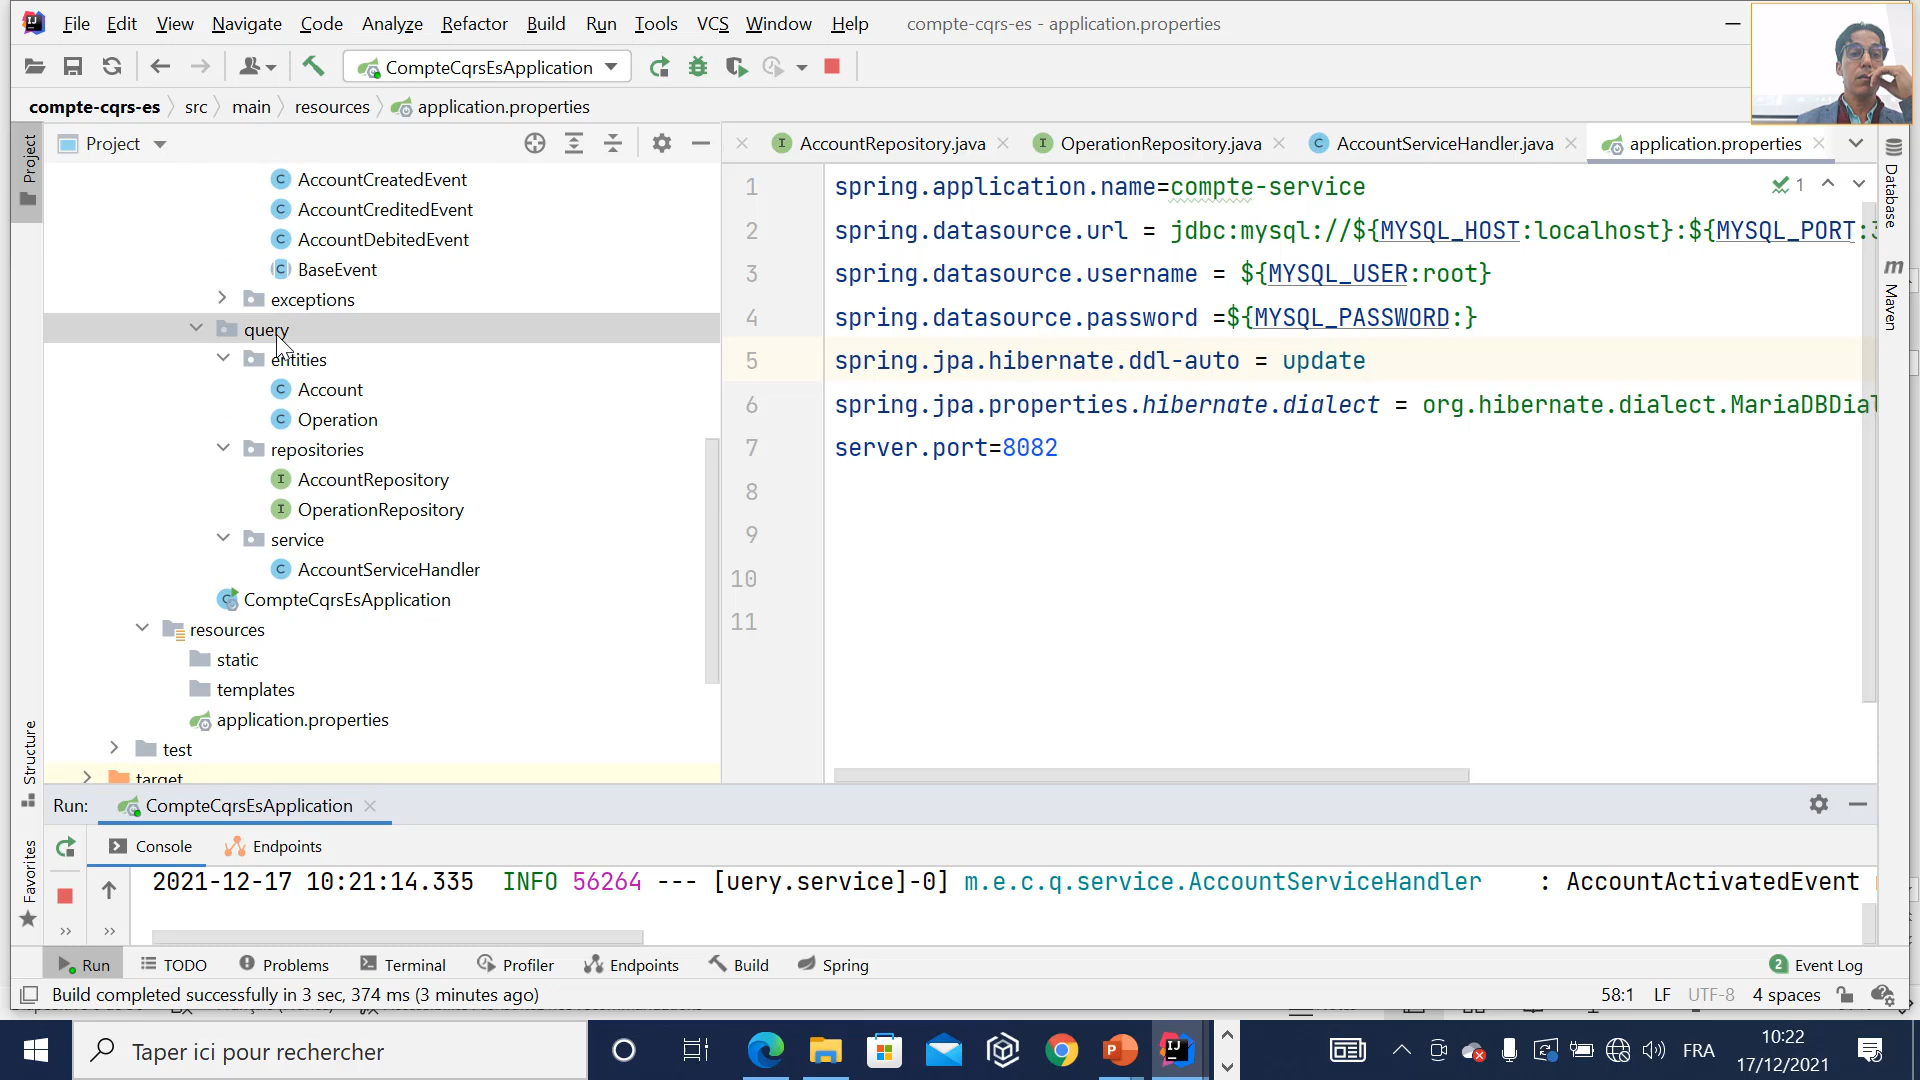 File Edit View Navigate Code Analyze Refactor Build Run Tools VCS Window Help compte-cqrs-es - application.properties
CompteCqrsEsApplication
compte-cqrs-es src main resources application.properties
Project
Project
AccountRepository.java OperationRepository.java AccountServiceHandler.java application.properties
AccountCreatedEvent
AccountCreditedEvent
AccountDebitedEvent
BaseEvent
exceptions
query
entities
Account
Operation
repositories
AccountRepository
OperationRepository
service
AccountServiceHandler
CompteCqrsEsApplication
resources
static
templates
application.properties
test
target
1 spring.application.name=compte-service
2 spring.datasource.url = jdbc:mysql://${MYSQL_HOST:localhost}:${MYSQL_PORT:3
3 spring.datasource.username = ${MYSQL_USER:root}
4 spring.datasource.password =${MYSQL_PASSWORD:}
5 spring.jpa.hibernate.ddl-auto = update
6 spring.jpa.properties.hibernate.dialect = org.hibernate.dialect.MariaDBDial
7 server.port=8082
8
9
10
11
1
Database
Maven
Structure
Favorites
Run: CompteCqrsEsApplication
Console Endpoints
2021-12-17 10:21:14.335 INFO 56264 --- [uery.service]-0] m.e.c.q.service.AccountServiceHandler : AccountActivatedEvent
Run TODO Problems Terminal Profiler Endpoints Build Spring 2 Event Log
Build completed successfully in 3 sec, 374 ms (3 minutes ago) 58:1 LF UTF-8 4 spaces
Taper ici pour rechercher
FRA
10:22
17/12/2021